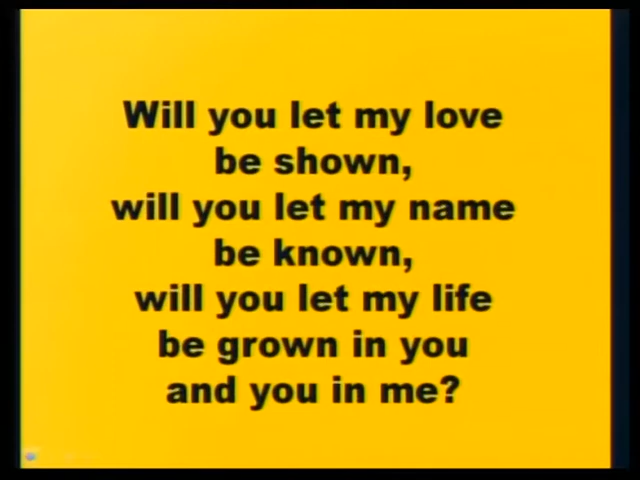 Will you let my love
be shown,
will you let my name
be known,
will you let my life
be grown in you
and you in me?